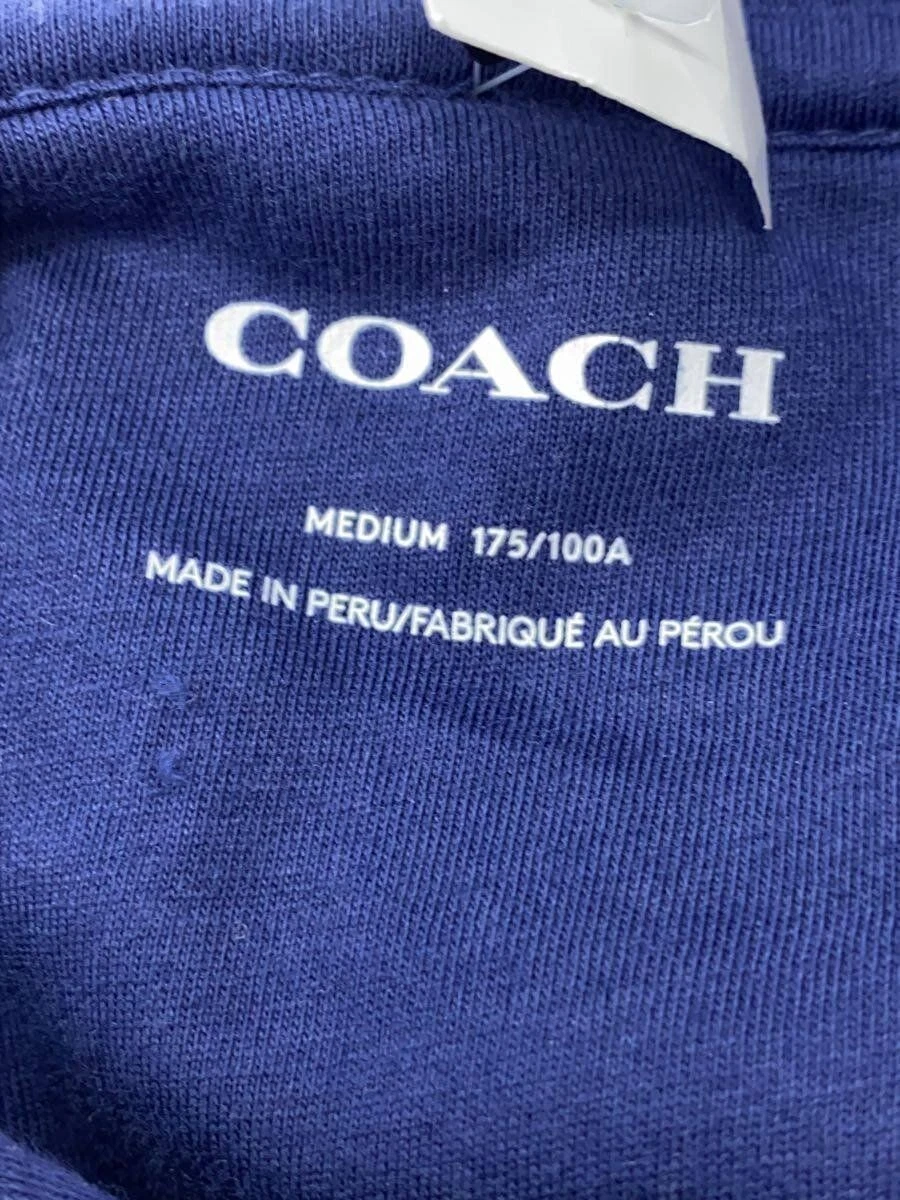 COACH
MEDIUM 175/100A
MADE IN PERU/FABRIQUÉ AU PÉROU